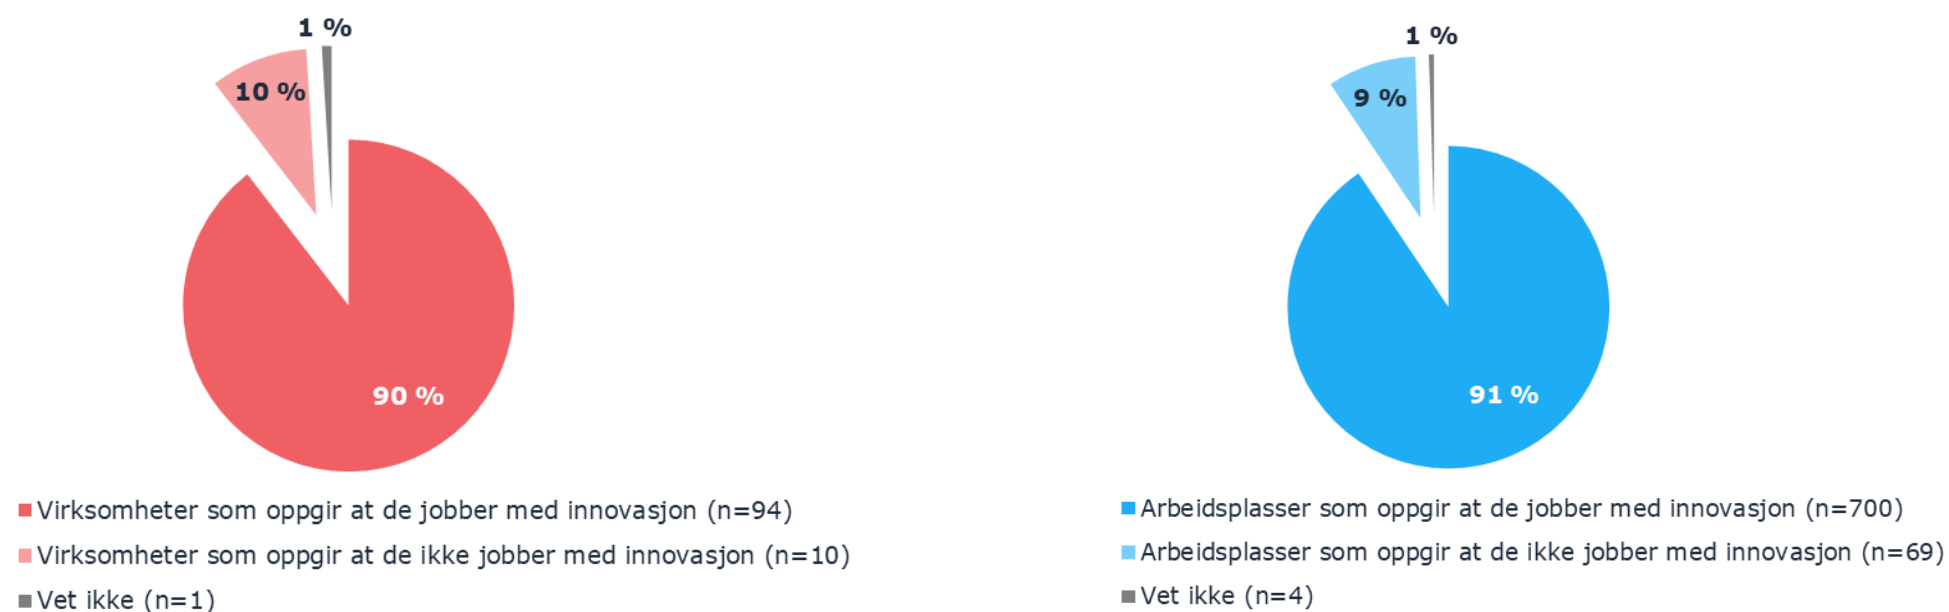 1 %
10 %
90 %
Virksomheter som oppgir at de jobber med innovasjon (n=94)
Virksomheter som oppgir at de ikke jobber med innovasjon (n=10)
Vet ikke (n=1)
1 %
9 %
91 %
Arbeidsplasser som oppgir at de jobber med innovasjon (n=700)
Arbeidsplasser som oppgir at de ikke jobber med innovasjon (n=69)
Vet ikke (n=4)